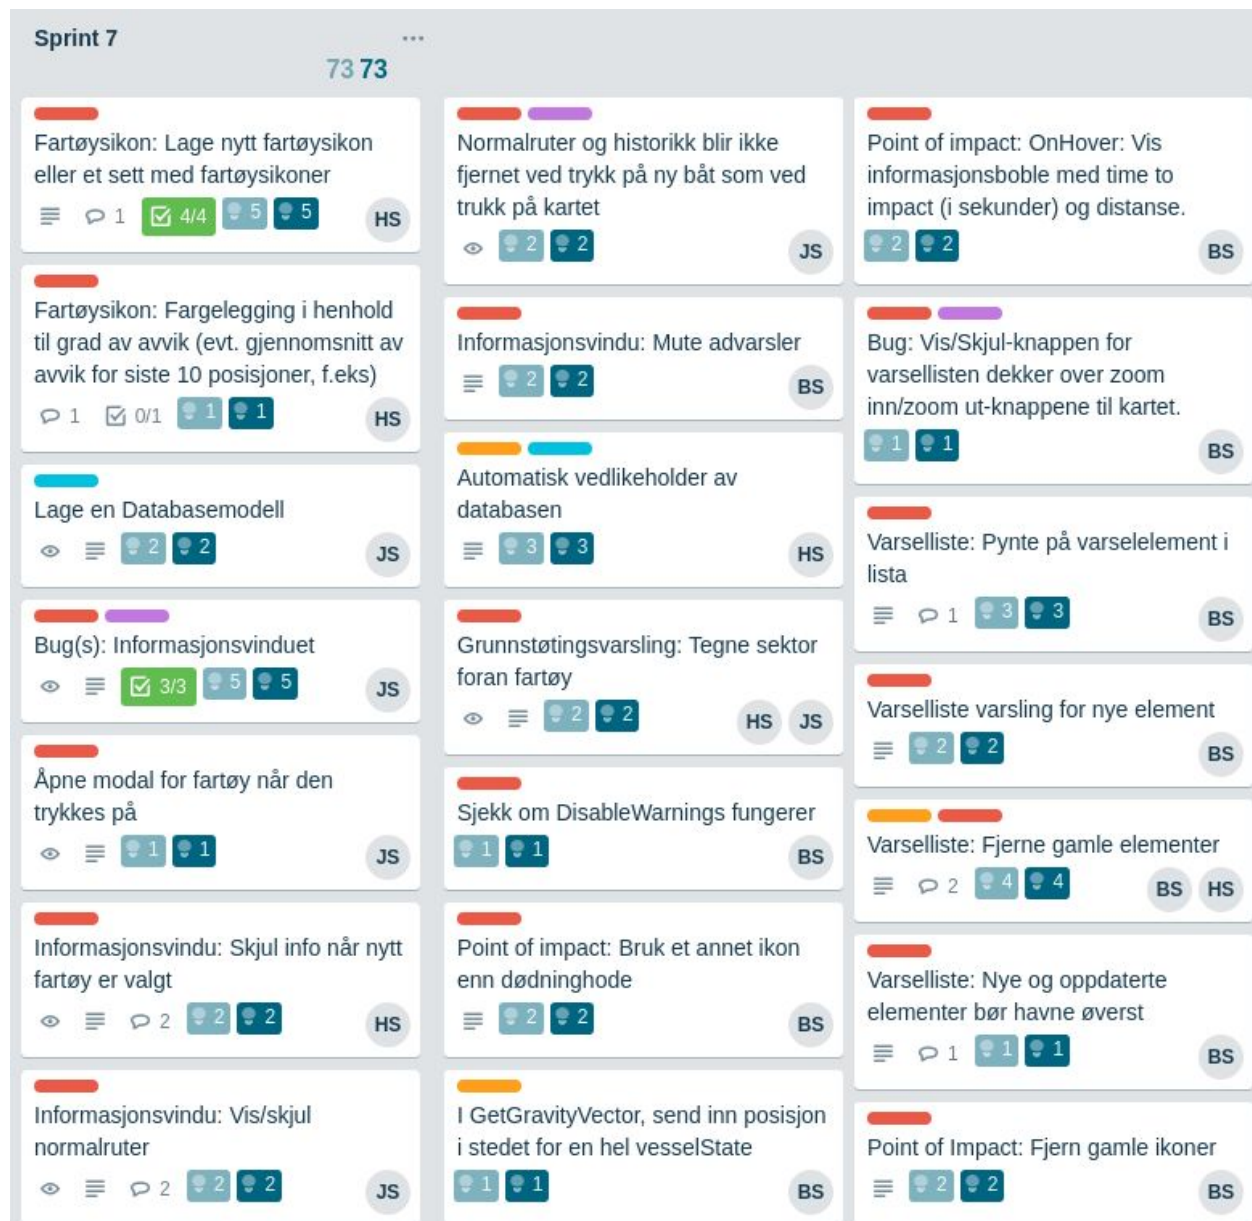 Sprint 7
73 73
Fartøysikon: Lage nytt fartøysikon
eller et sett med fartøysikoner
1 4/4 5 5 HS
Fartøysikon: Fargelegging i henhold
til grad av avvik (evt. gjennomsnitt av
avvik for siste 10 posisjoner, f.eks)
1 0/1 1 1 HS
Lage en Databasemodell
2 2 JS
Bug(s): Informasjonsvinduet
3/3 5 5 JS
Åpne modal for fartøy når den
trykkes på
1 1 JS
Informasjonsvindu: Skjul info når nytt
fartøy er valgt
2 2 2 HS
Informasjonsvindu: Vis/skjul
normalruter
2 2 2 JS
Normalruter og historikk blir ikke
fjernet ved trykk på ny båt som ved
trukk på kartet
2 2 JS
Informasjonsvindu: Mute advarsler
2 2 BS
Automatisk vedlikeholder av
databasen
3 3 HS
Grunnstøtingsvarsling: Tegne sektor
foran fartøy
2 2 HS JS
Sjekk om DisableWarnings fungerer
1 1 BS
Point of impact: Bruk et annet ikon
enn dødninghode
2 2 BS
I GetGravityVector, send inn posisjon
i stedet for en hel vesselState
1 1 BS
Point of impact: OnHover: Vis
informasjonsboble med time to
impact (i sekunder) og distanse.
2 2 BS
Bug: Vis/Skjul-knappen for
varsellisten dekker over zoom
inn/zoom ut-knappene til kartet.
1 1 BS
Varselliste: Pynte på varselelement i
lista
1 3 3 BS
Varselliste varsling for nye element
2 2 BS
Varselliste: Fjerne gamle elementer
2 4 4 BS HS
Varselliste: Nye og oppdaterte
elementer bør havne øverst
1 1 1 BS
Point of Impact: Fjern gamle ikoner
2 2 BS